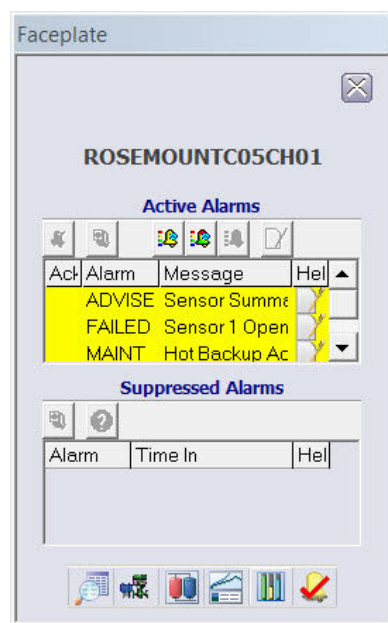 Faceplate
ROSEMOUNTC05CH01
Active Alarms
Ack Alarm Message Hel
ADVISE Sensor Summa
FAILED Sensor 1 Open
MAINT Hot Backup Ac
Suppressed Alarms
Alarm Time In Hel